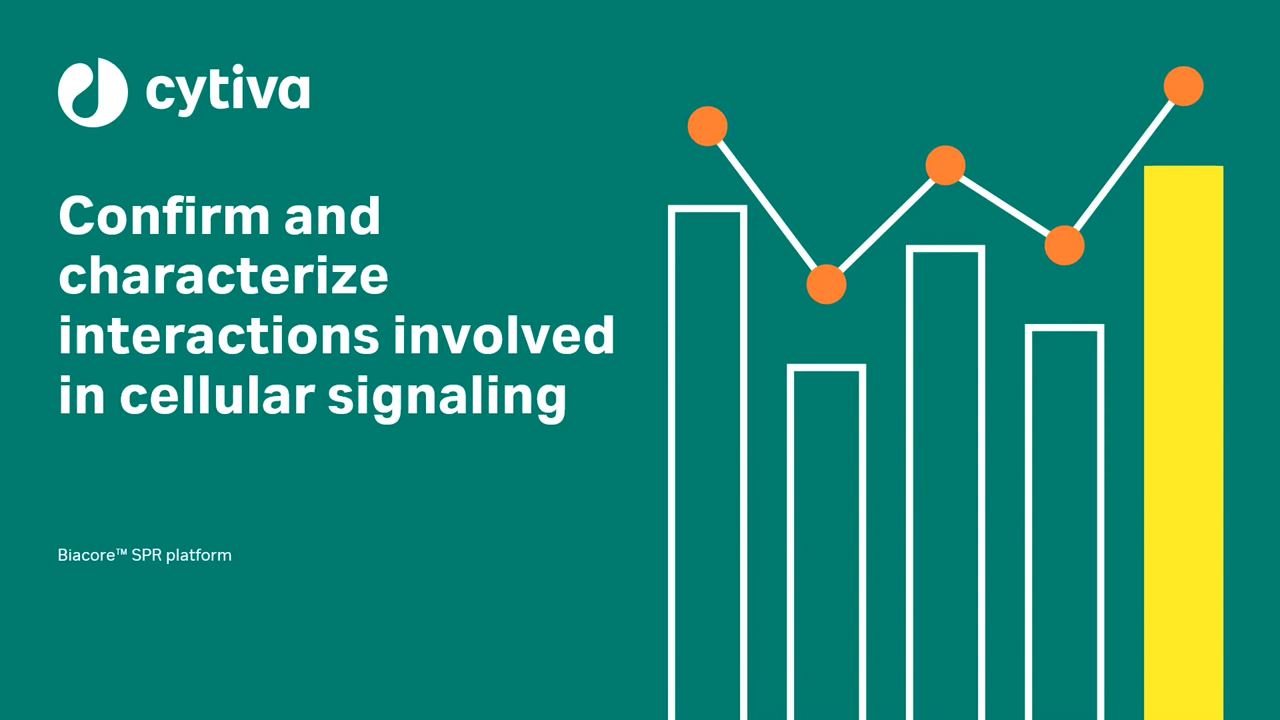 cytiva
Confirm and
characterize
interactions involved
in cellular signaling
Biacore™ SPR platform